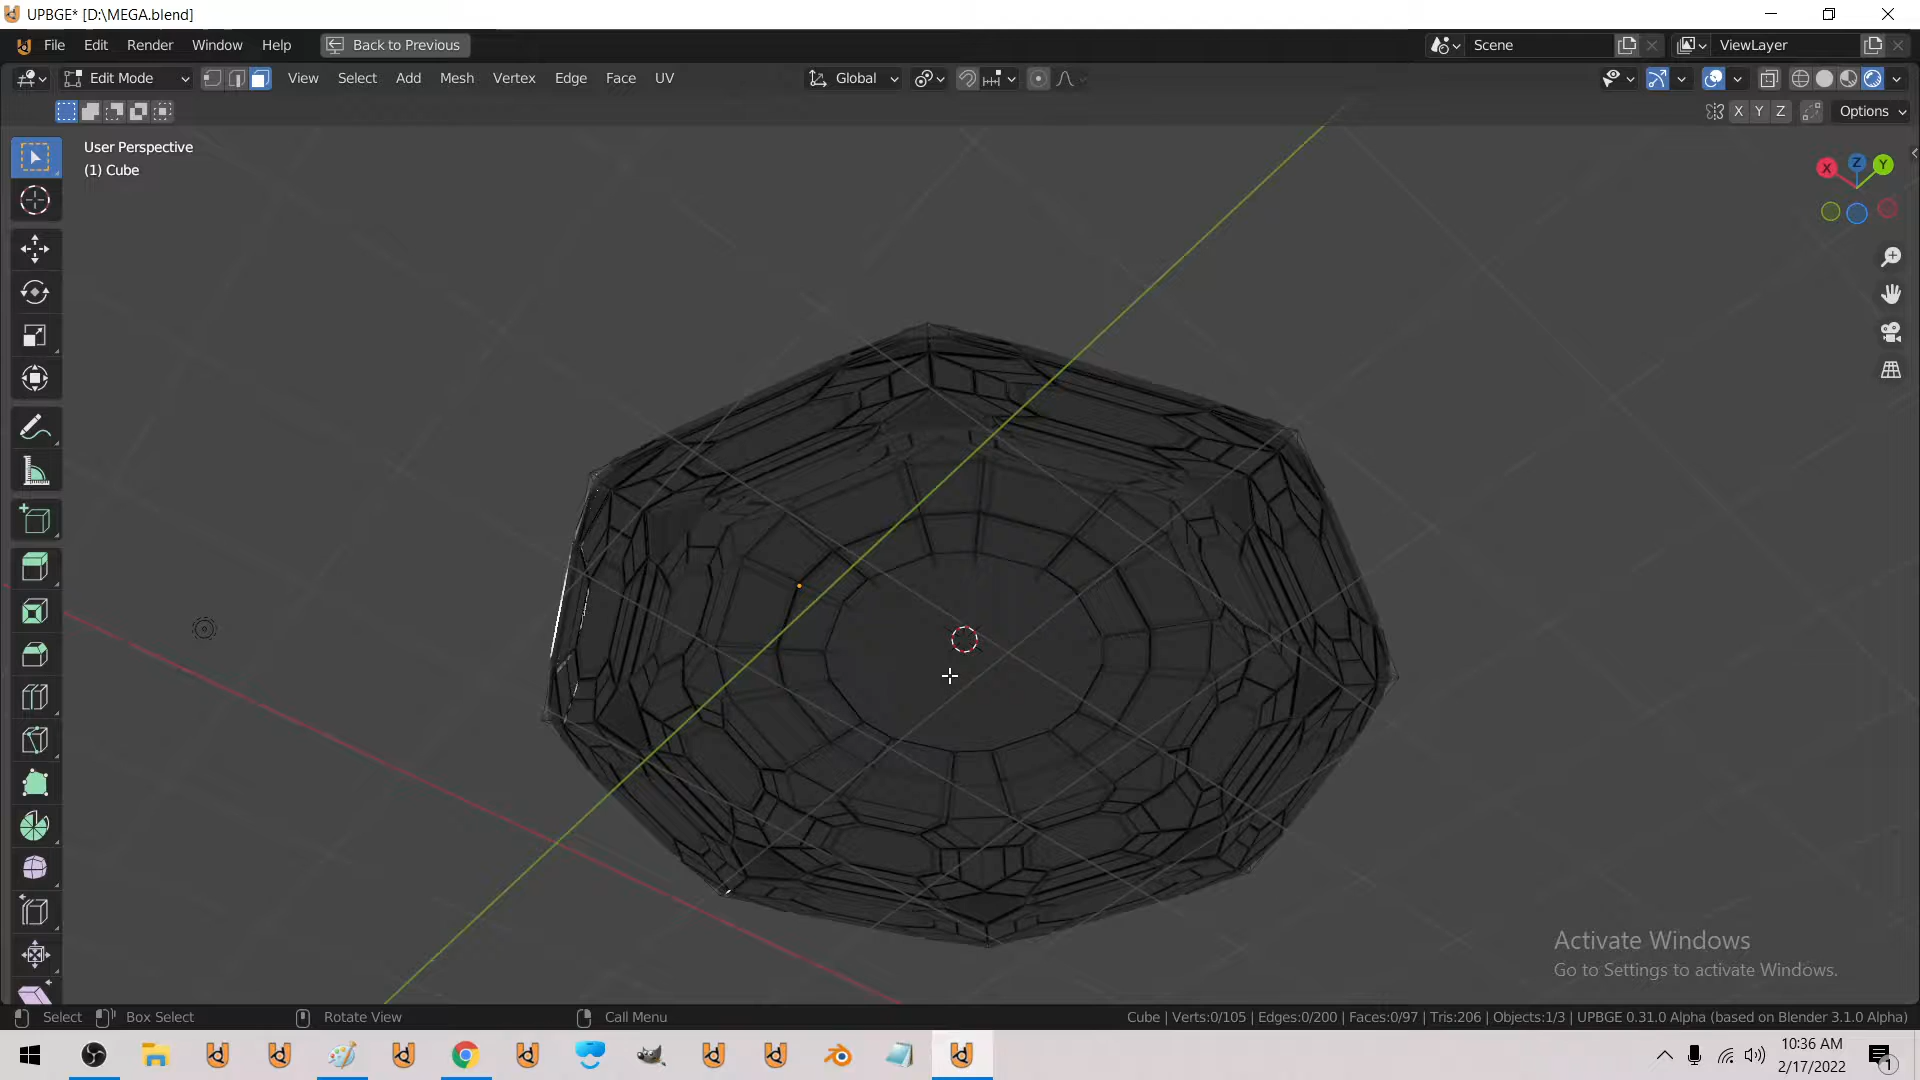 UPBGE* [D:\MEGA.blend]
File Edit Render Window Help Back to Previous Scene ViewLayer
Edit Mode View Select Add Mesh Vertex Edge Face UV Global
X Y Z Options
User Perspective
(1) Cube
X Z Y
Activate Windows
Go to Settings to activate Windows.
Select Box Select Rotate View Call Menu Cube | Verts:0/105 | Edges:0/200 | Faces:0/97 | Tris:206 | Objects:1/3 | UPBGE 0.31.0 Alpha (based on Blender 3.1.0 Alpha)
10:36 AM
2/17/2022
1